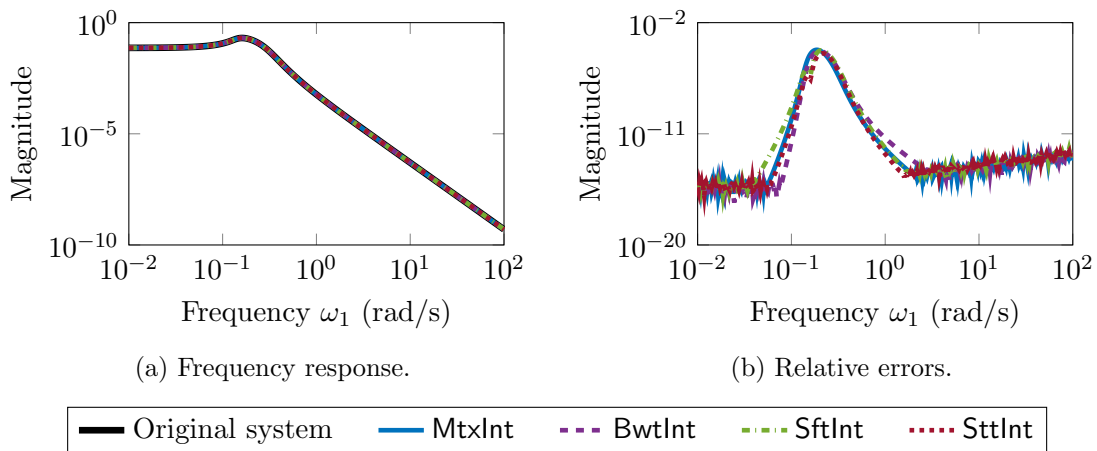 10^0
10^-5
10^-10
Magnitude
10^-2 10^-1 10^0 10^1 10^2
Frequency ω₁ (rad/s)
(a) Frequency response.
10^-2
10^-11
10^-20
Magnitude
10^-2 10^-1 10^0 10^1 10^2
Frequency ω₁ (rad/s)
(b) Relative errors.
Original system MtxInt BwtInt SftInt SttInt